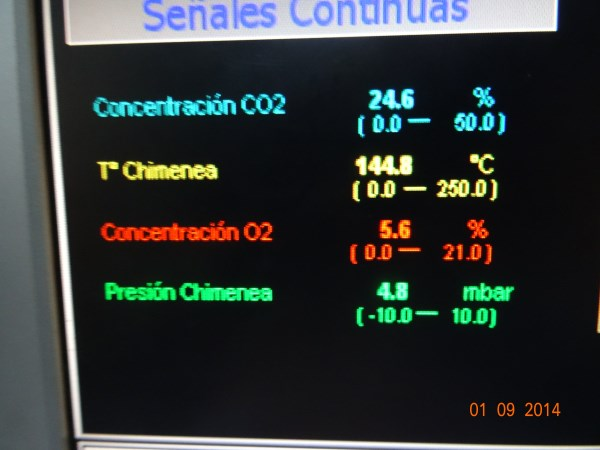 Señales Continuas
Concentración CO2 24.6 %
( 0.0 — 50.0 )
Tª Chimenea 144.8 ºC
( 0.0 — 250.0 )
Concentración O2 5.6 %
( 0.0 — 21.0 )
Presión Chimenea 4.8 mbar
( -10.0 — 10.0 )
01 09 2014